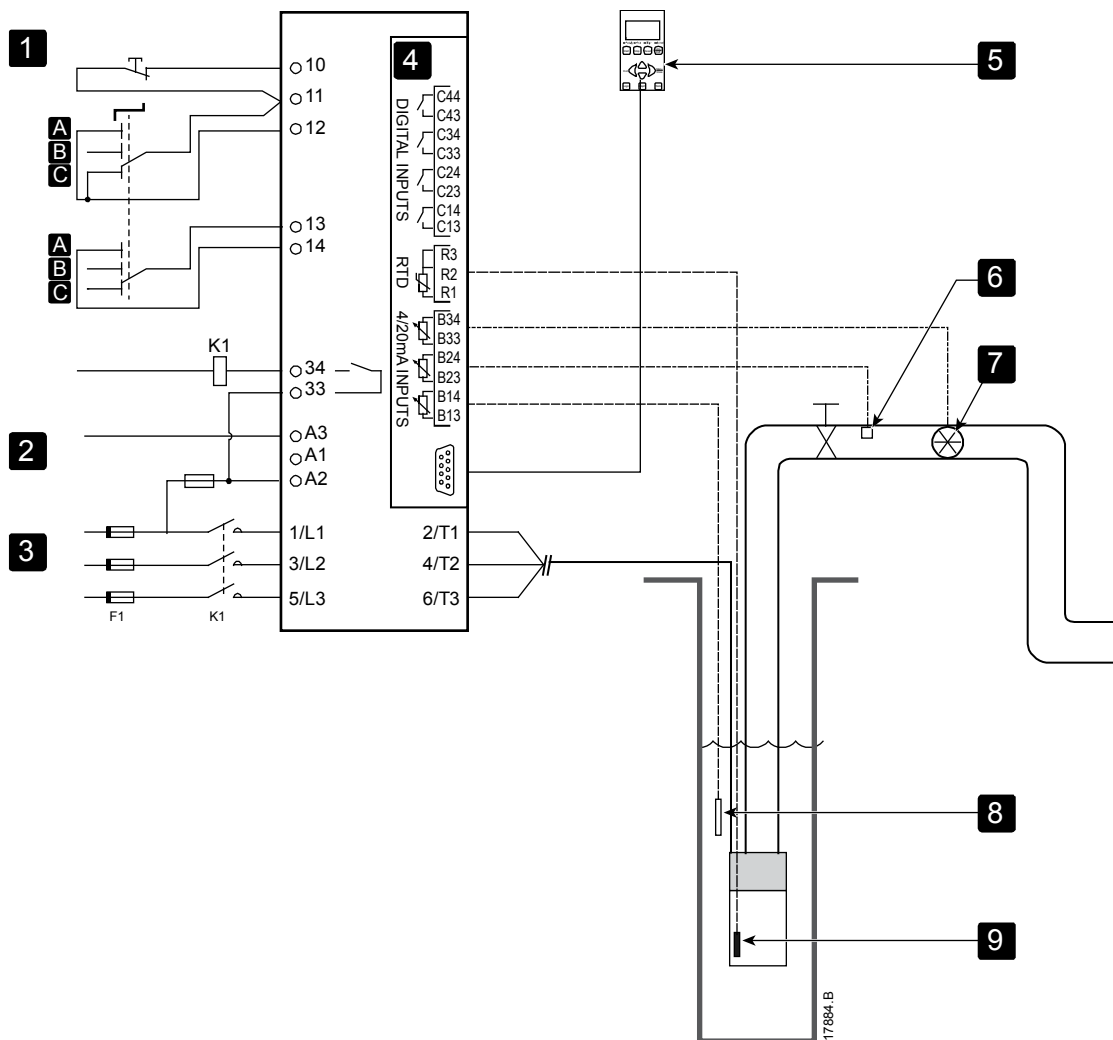 1
10
11
12
A
B
C
13
14
A
B
C
K1
34
33
2
A3
A1
A2
3
1/L1
3/L2
5/L3
F1
K1
2/T1
4/T2
6/T3
4
DIGITAL INPUTS
C44
C43
C34
C33
C24
C23
C14
C13
RTD
R3
R2
R1
4/20mA INPUTS
B34
B33
B24
B23
B14
B13
5
6
7
8
9
17884.B